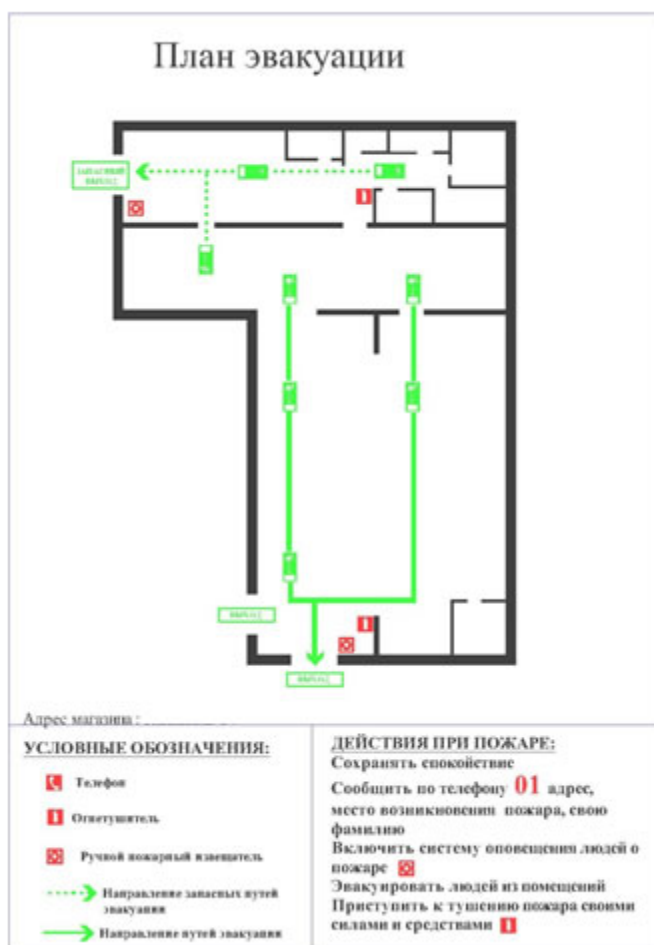 План эвакуации
ЗАПАСНЫЙ
ВЫХОД
ВЫХОД
ВЫХОД
Адрес магазина :
УСЛОВНЫЕ ОБОЗНАЧЕНИЯ:
Телефон
Огнетушитель
Ручной пожарный извещатель
Направление запасных путей
эвакуации
Направление путей эвакуации
ДЕЙСТВИЯ ПРИ ПОЖАРЕ:
Сохранять спокойствие
Сообщить по телефону 01 адрес,
место возникновения пожара, свою
фамилию
Включить систему оповещения людей о
пожаре
Эвакуировать людей из помещений
Приступить к тушению пожара своими
силами и средствами